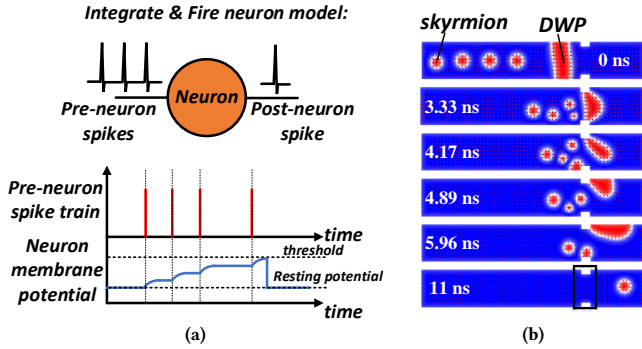 Integrate & Fire neuron model:
Neuron
Pre-neuron
spikes
Post-neuron
spike
Pre-neuron
spike train
time
threshold
Neuron
membrane
potential
Resting potential
time
(a)
skyrmion
DWP
0 ns
3.33 ns
4.17 ns
4.89 ns
5.96 ns
11 ns
(b)